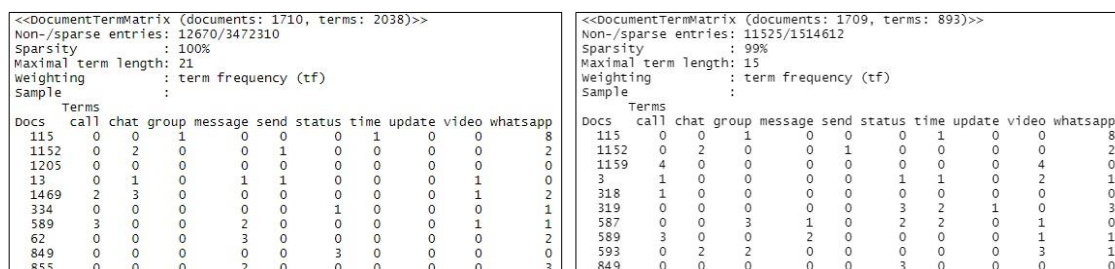 <<DocumentTermMatrix (documents: 1710, terms: 2038)>>
Non-/sparse entries: 12670/3472310
Sparsity           : 100%
Maximal term length: 21
Weighting          : term frequency (tf)
Sample             :
Terms
Docs call chat group message send status time update video whatsapp
115 0 0 1 0 0 0 1 0 0 8
1152 0 2 0 0 1 0 0 0 0 2
1205 0 0 0 0 0 0 0 0 0 0
13 0 1 0 1 1 0 0 0 1 0
1469 2 3 0 0 0 0 0 0 1 2
334 0 0 0 0 0 1 0 0 0 1
589 3 0 0 2 0 0 0 0 1 1
62 0 0 0 3 0 0 0 0 0 2
849 0 0 0 0 0 3 0 0 0 0
855 0 0 0 2 0 0 0 0 0 3
<<DocumentTermMatrix (documents: 1709, terms: 893)>>
Non-/sparse entries: 11525/1514612
Sparsity           : 99%
Maximal term length: 15
Weighting          : term frequency (tf)
Sample             :
Terms
Docs call chat group message send status time update video whatsapp
115 0 0 1 0 0 0 1 0 0 8
1152 0 2 0 0 1 0 0 0 0 2
1159 4 0 0 0 0 0 0 0 4 0
3 1 0 0 0 0 1 1 0 2 1
318 1 0 0 0 0 0 0 0 0 0
319 0 0 0 0 0 3 2 1 0 3
587 0 0 3 1 0 2 2 0 1 0
589 3 0 0 2 0 0 0 0 1 1
593 0 2 2 0 0 0 0 0 3 1
849 0 0 0 0 0 3 0 0 0 0